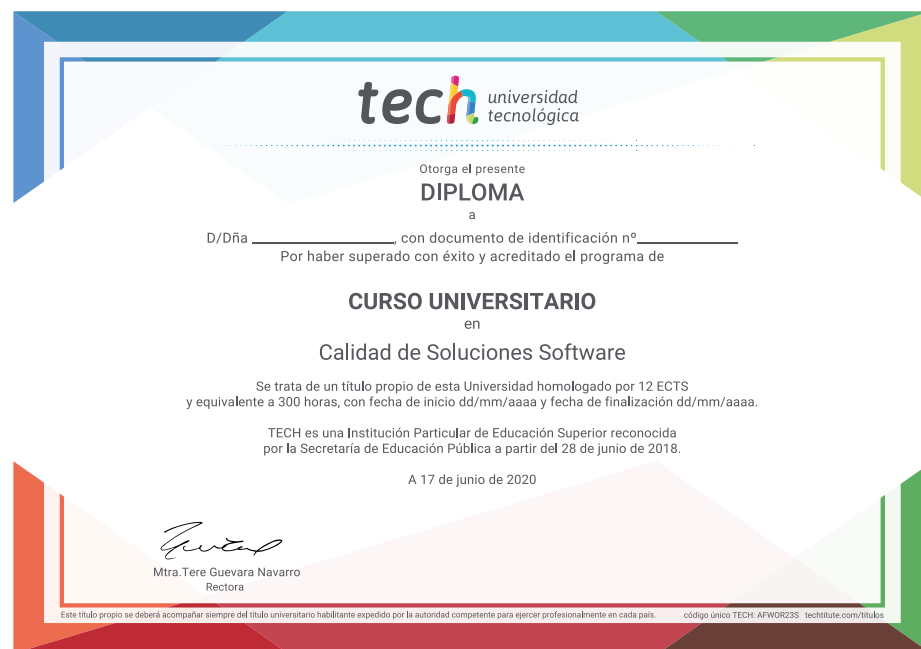 tech universidad
tecnológica
Otorga el presente
DIPLOMA
a
D/Dña ____________________, con documento de identificación nº______________
Por haber superado con éxito y acreditado el programa de
CURSO UNIVERSITARIO
en
Calidad de Soluciones Software
Se trata de un título propio de esta Universidad homologado por 12 ECTS
y equivalente a 300 horas, con fecha de inicio dd/mm/aaaa y fecha de finalización dd/mm/aaaa.
TECH es una Institución Particular de Educación Superior reconocida
por la Secretaría de Educación Pública a partir del 28 de junio de 2018.
A 17 de junio de 2020
Mtra.Tere Guevara Navarro
Rectora
Este título propio se deberá acompañar siempre del título universitario habilitante expedido por la autoridad competente para ejercer profesionalmente en cada país. código único TECH: AFWOR23S techtitute.com/titulos